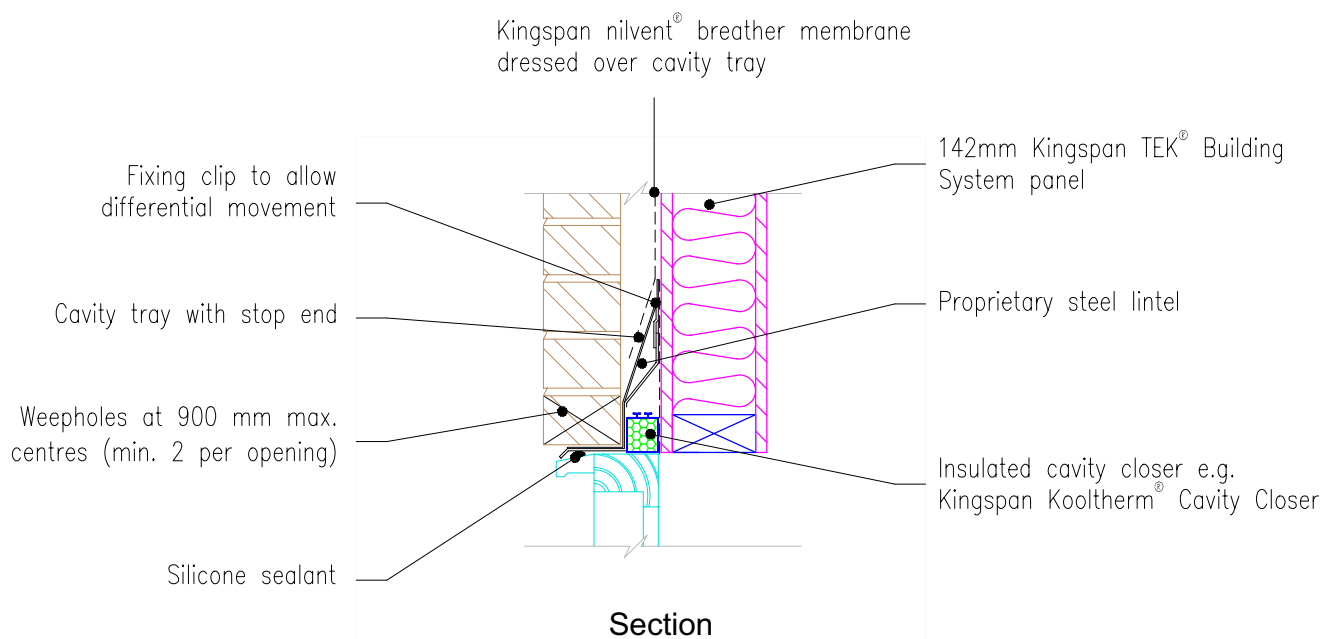 Kingspan nilvent® breather membrane
dressed over cavity tray
Fixing clip to allow
differential movement
Cavity tray with stop end
Weepholes at 900 mm max.
centres (min. 2 per opening)
Silicone sealant
142mm Kingspan TEK® Building
System panel
Proprietary steel lintel
Insulated cavity closer e.g.
Kingspan Kooltherm® Cavity Closer
Section